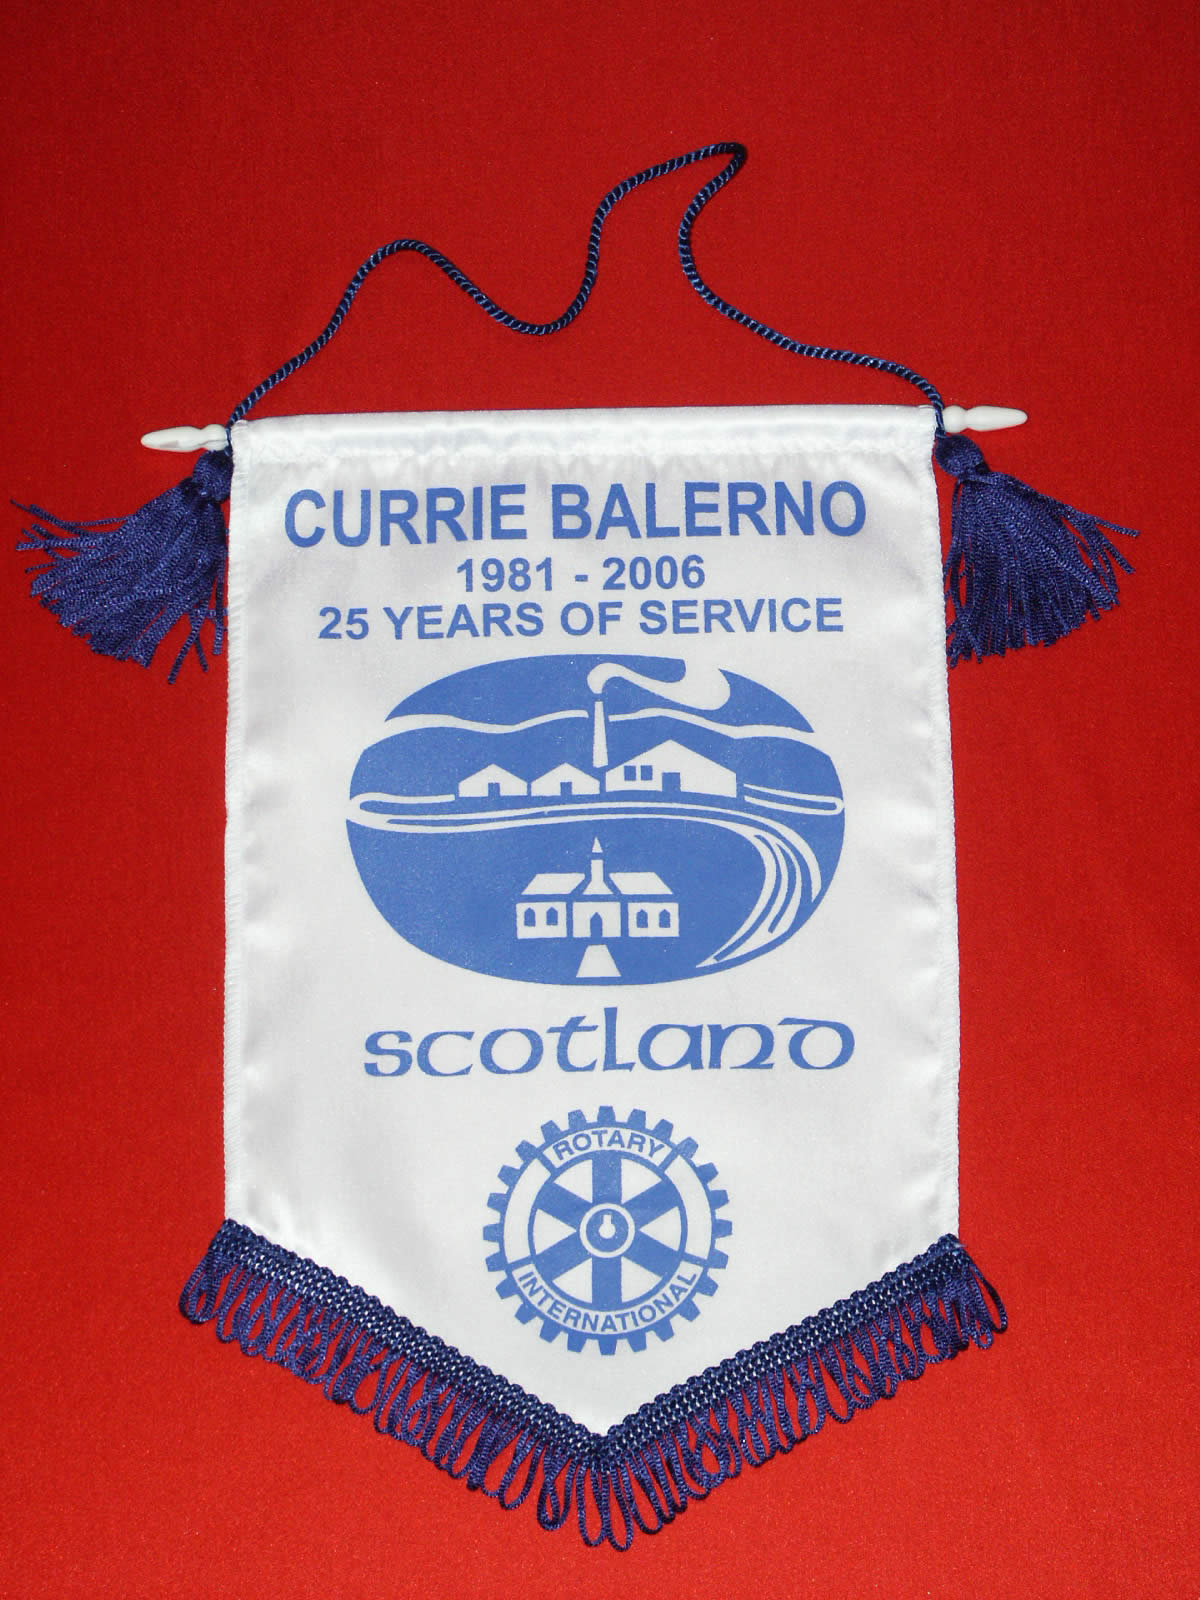 CURRIE BALERNO
1981 - 2006
25 YEARS OF SERVICE
scotland
ROTARY
INTERNATIONAL